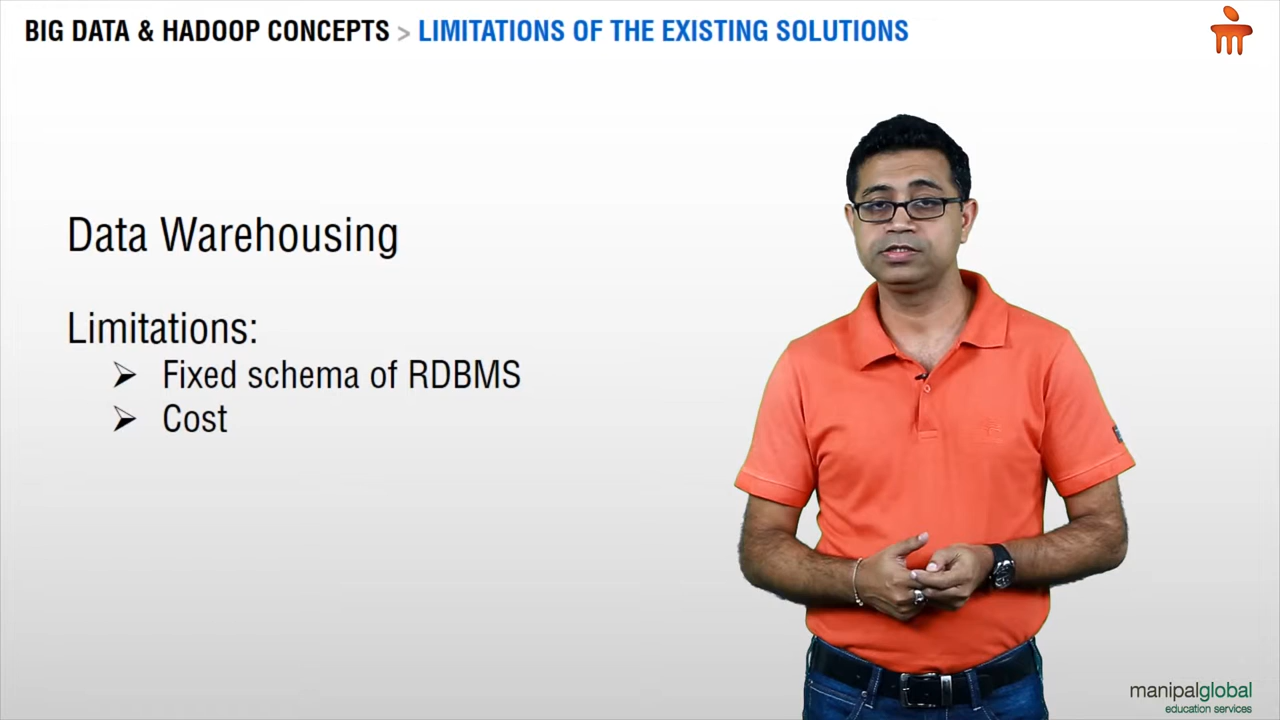 BIG DATA & HADOOP CONCEPTS > LIMITATIONS OF THE EXISTING SOLUTIONS
Data Warehousing
Limitations:
➢ Fixed schema of RDBMS
➢ Cost
manipalglobal
education services